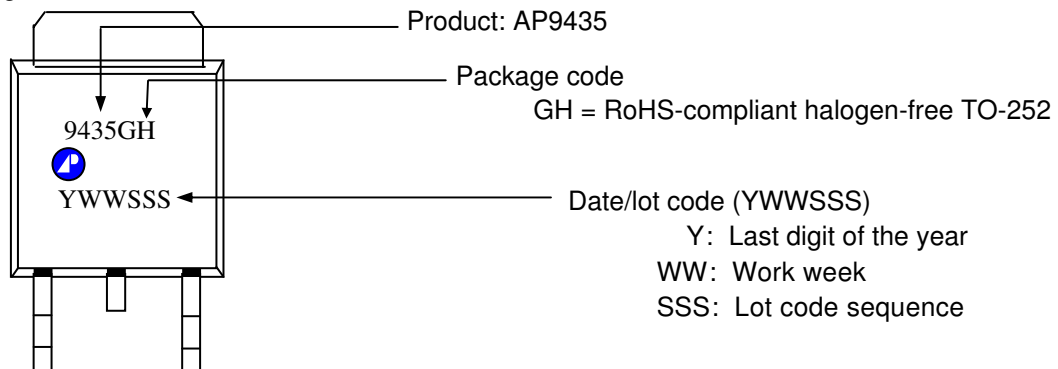 Product: AP9435
Package code
GH = RoHS-compliant halogen-free TO-252
9435GH
AP
YWWSSS
Date/lot code (YWWSSS)
Y: Last digit of the year
WW: Work week
SSS: Lot code sequence